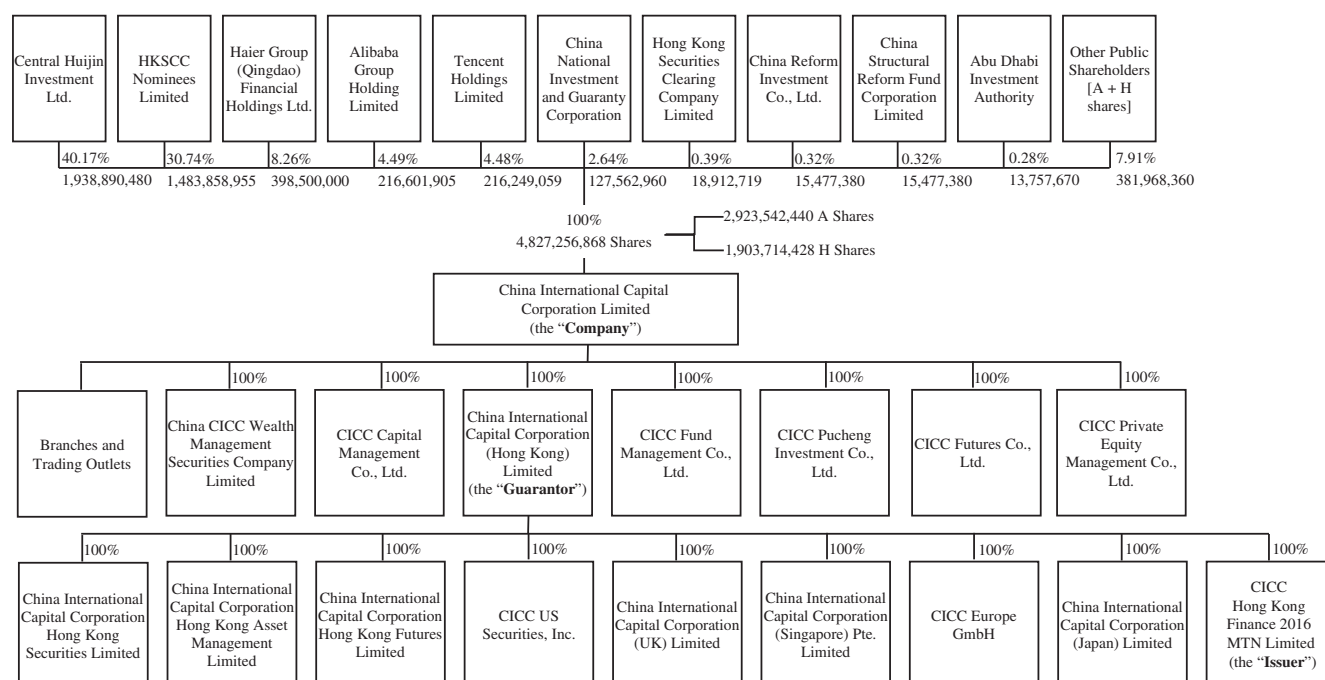 Central Huijin
Investment
Ltd.
HKSCC
Nominees
Limited
Haier Group
(Qingdao)
Financial
Holdings Ltd.
Alibaba
Group
Holding
Limited
Tencent
Holdings
Limited
China
National
Investment
and Guaranty
Corporation
Hong Kong
Securities
Clearing
Company
Limited
China Reform
Investment
Co., Ltd.
China
Structural
Reform Fund
Corporation
Limited
Abu Dhabi
Investment
Authority
Other Public
Shareholders
[A + H
shares]
40.17%
30.74%
8.26%
4.49%
4.48%
2.64%
0.39%
0.32%
0.32%
0.28%
7.91%
1,938,890,480
1,483,858,955
398,500,000
216,601,905
216,249,059
127,562,960
18,912,719
15,477,380
15,477,380
13,757,670
381,968,360
100%
4,827,256,868 Shares
2,923,542,440 A Shares
1,903,714,428 H Shares
China International Capital
Corporation Limited
(the “Company”)
100%
100%
100%
100%
100%
100%
100%
Branches and
Trading Outlets
China CICC Wealth
Management
Securities Company
Limited
CICC Capital
Management
Co., Ltd.
China International
Capital Corporation
(Hong Kong)
Limited
(the “Guarantor”)
CICC Fund
Management Co.,
Ltd.
CICC Pucheng
Investment Co.,
Ltd.
CICC Futures Co.,
Ltd.
CICC Private
Equity
Management Co.,
Ltd.
100%
100%
100%
100%
100%
100%
100%
100%
100%
China International
Capital Corporation
Hong Kong
Securities Limited
China International
Capital Corporation
Hong Kong Asset
Management
Limited
China International
Capital Corporation
Hong Kong Futures
Limited
CICC US
Securities, Inc.
China International
Capital Corporation
(UK) Limited
China International
Capital Corporation
(Singapore) Pte.
Limited
CICC Europe
GmbH
China International
Capital Corporation
(Japan) Limited
CICC
Hong Kong
Finance 2016
MTN Limited
(the “Issuer”)